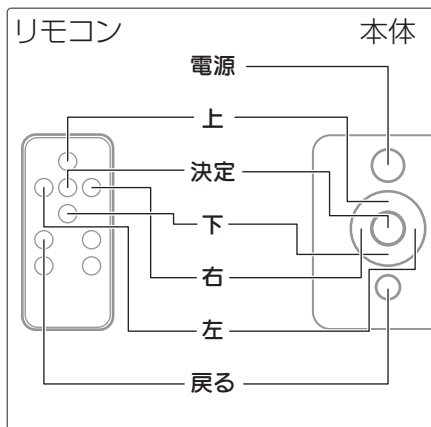 リモコン
本体
電源
上
決定
下
右
左
戻る